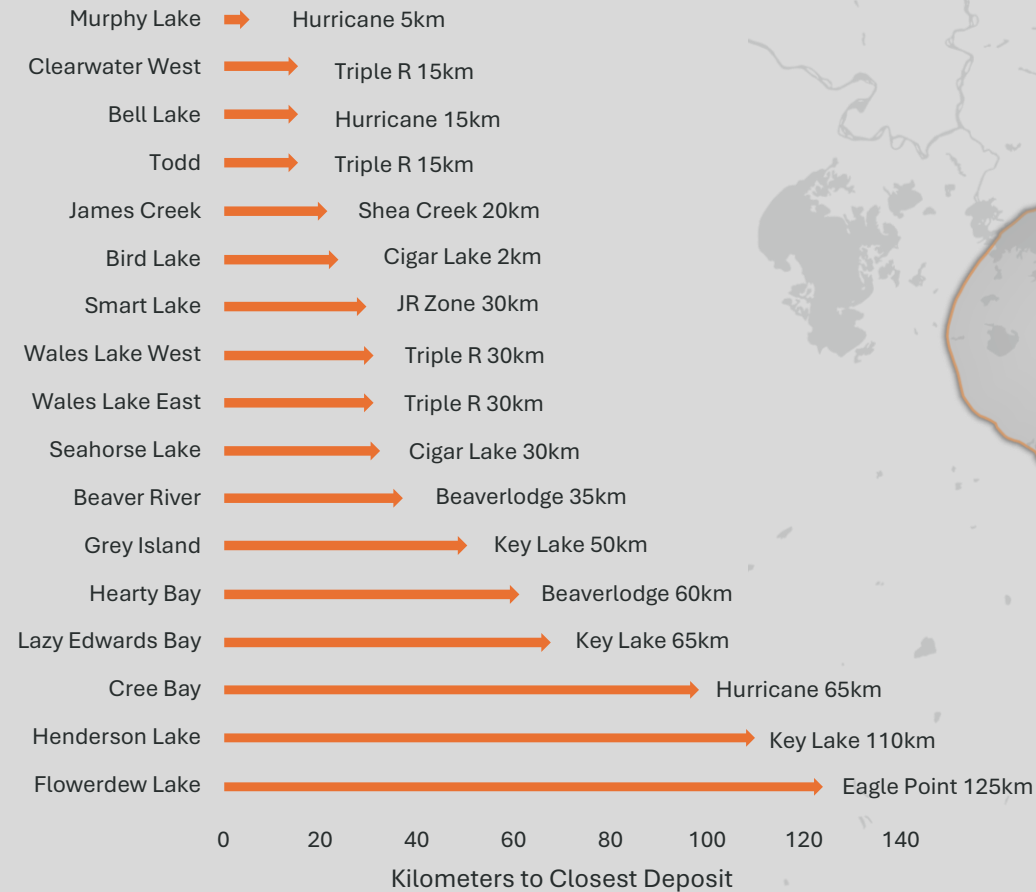 Murphy Lake Hurricane 5km
Clearwater West Triple R 15km
Bell Lake Hurricane 15km
Todd Triple R 15km
James Creek Shea Creek 20km
Bird Lake Cigar Lake 2km
Smart Lake JR Zone 30km
Wales Lake West Triple R 30km
Wales Lake East Triple R 30km
Seahorse Lake Cigar Lake 30km
Beaver River Beaverlodge 35km
Grey Island Key Lake 50km
Hearty Bay Beaverlodge 60km
Lazy Edwards Bay Key Lake 65km
Cree Bay Hurricane 65km
Henderson Lake Key Lake 110km
Flowerdew Lake Eagle Point 125km
0 20 40 60 80 100 120 140
Kilometers to Closest Deposit